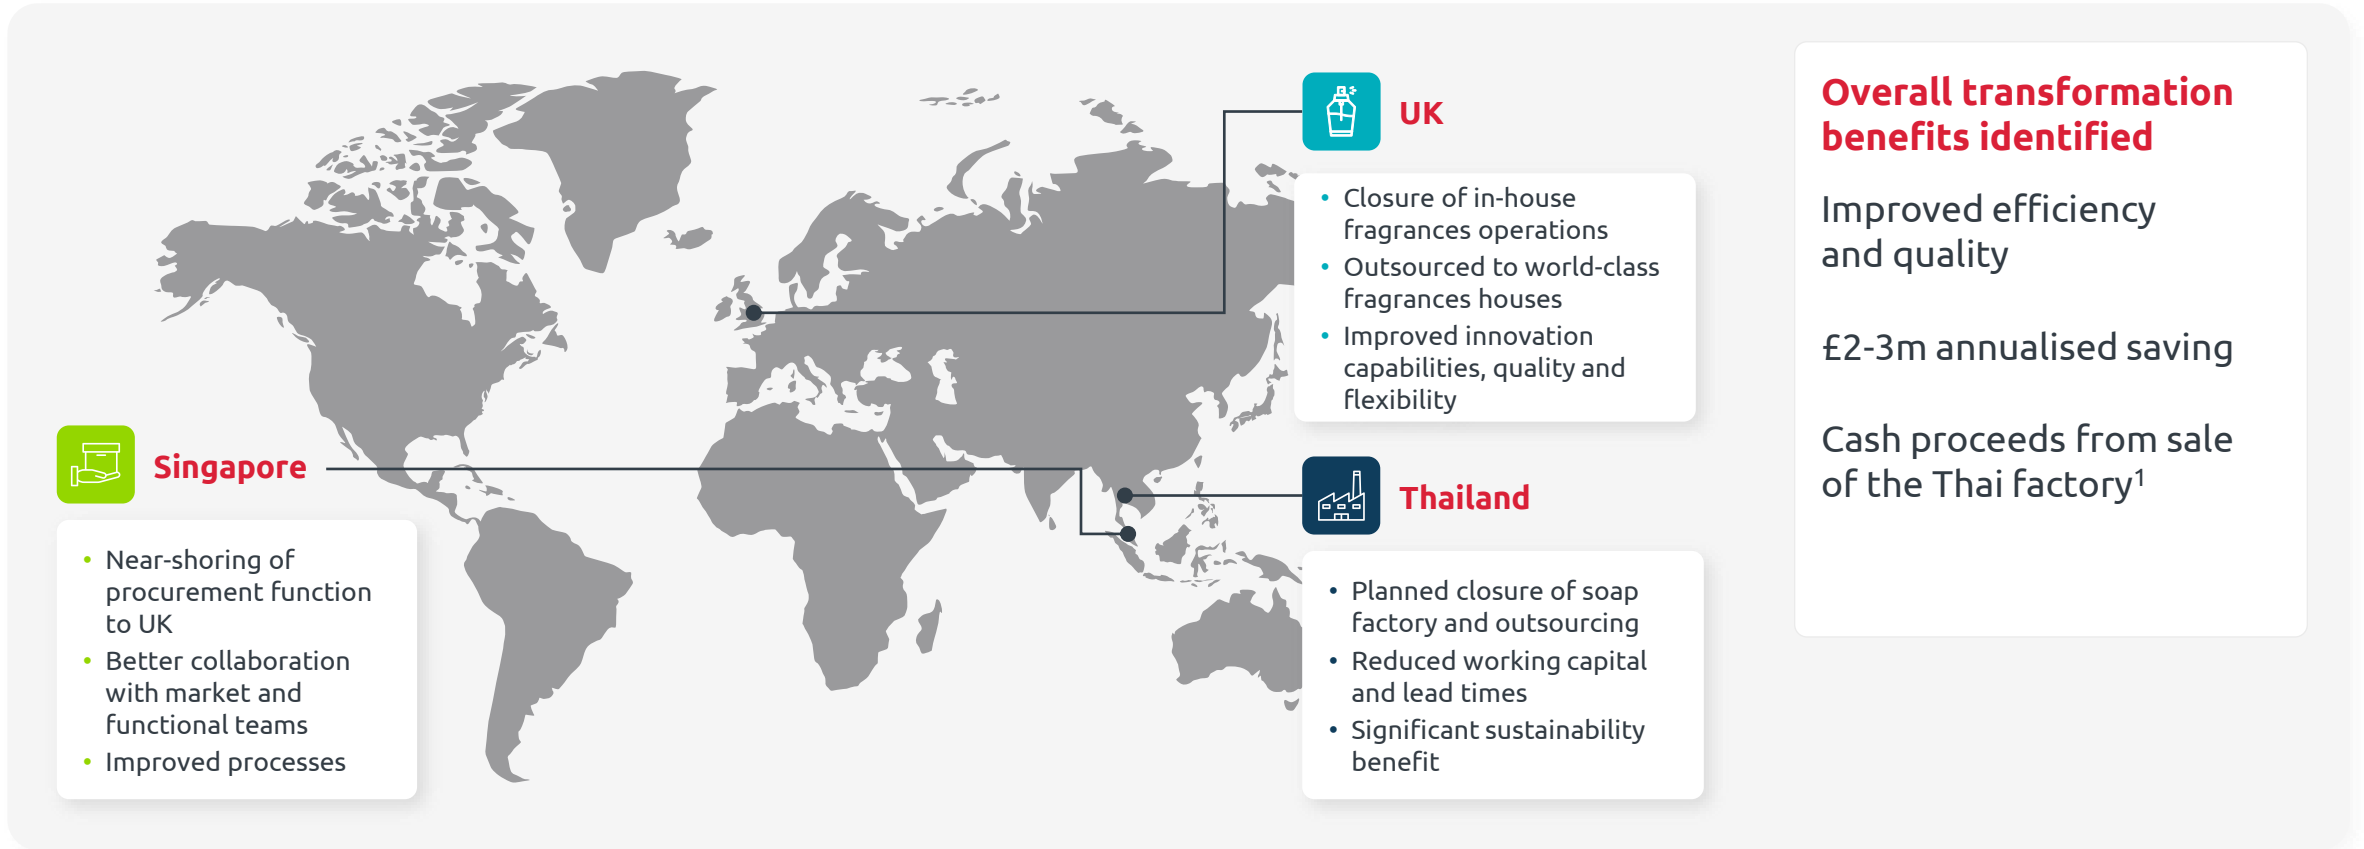 UK
• Closure of in-house
fragrances operations
• Outsourced to world-class
fragrances houses
• Improved innovation
capabilities, quality and
flexibility
Singapore
• Near-shoring of
procurement function
to UK
• Better collaboration
with market and
functional teams
• Improved processes
Thailand
• Planned closure of soap
factory and outsourcing
• Reduced working capital
and lead times
• Significant sustainability
benefit
Overall transformation
benefits identified
Improved efficiency
and quality
£2-3m annualised saving
Cash proceeds from sale
of the Thai factory¹